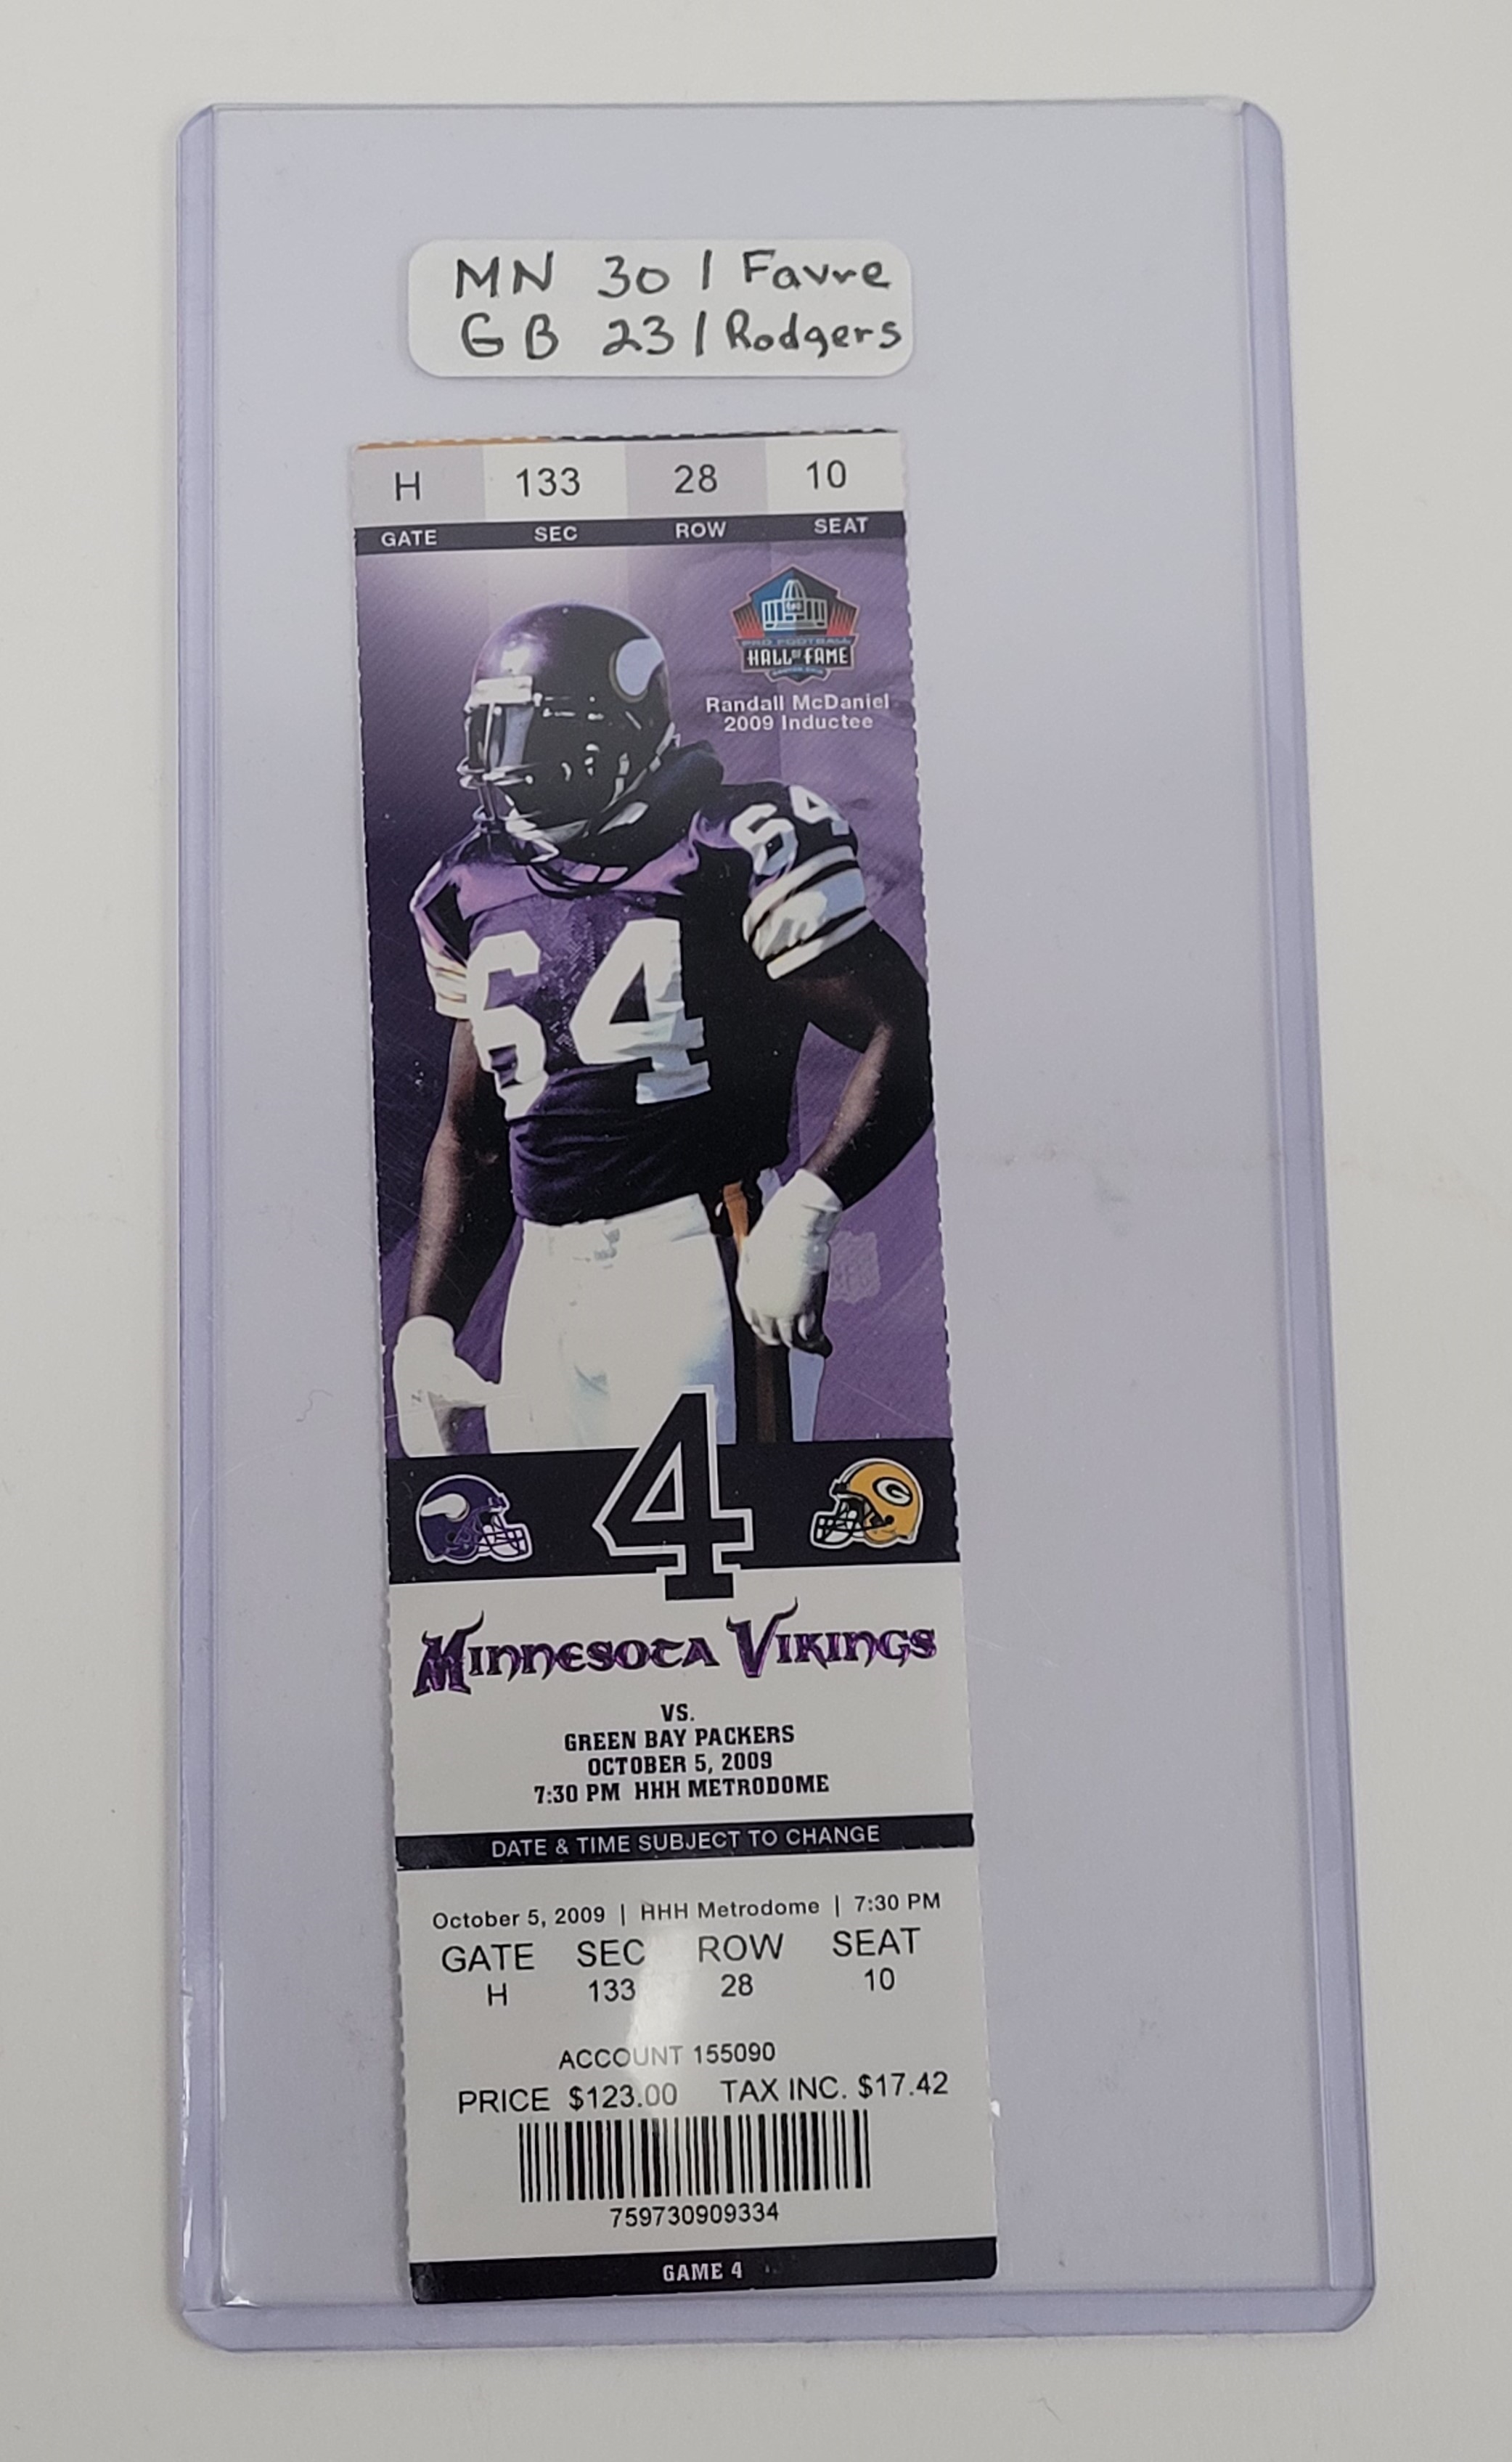 MN 30 | Favre
GB 23 | Rodgers
H 133 28 10
GATE SEC ROW SEAT
PRO FOOTBALL
HALL OF FAME
Randall McDaniel
2009 Inductee
64
64
4
G
MINNESOTA VIKINGS
VS.
GREEN BAY PACKERS
OCTOBER 5, 2009
7:30 PM HHH METRODOME
DATE & TIME SUBJECT TO CHANGE
October 5, 2009 | HHH Metrodome | 7:30 PM
GATE SEC ROW SEAT
H 133 28 10
ACCOUNT 155090
PRICE $123.00 TAX INC. $17.42
759730909334
GAME 4